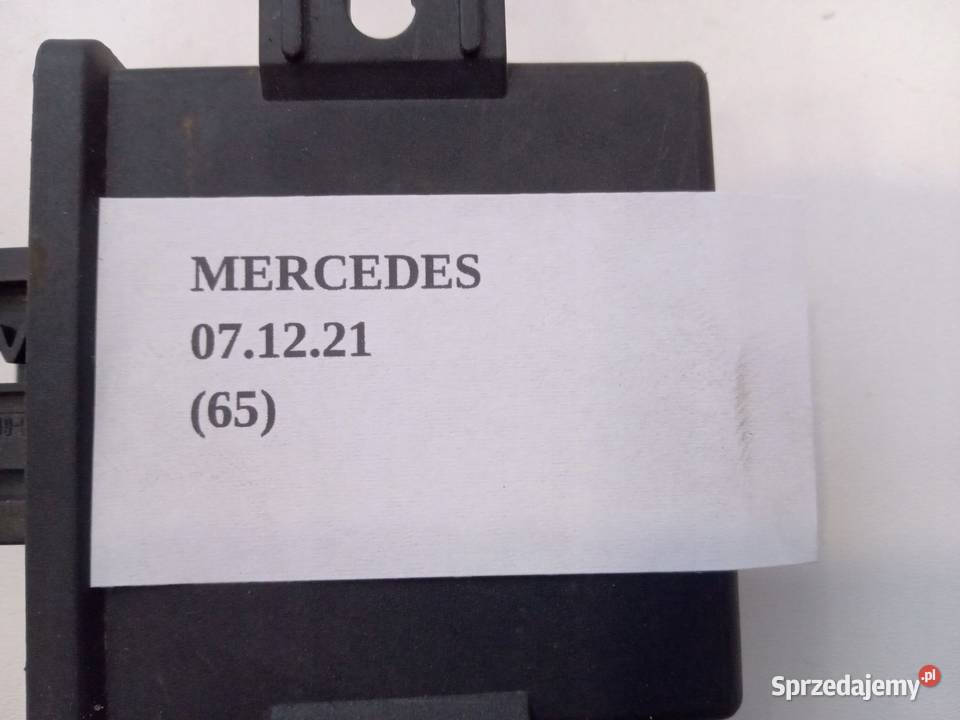 MERCEDES
07.12.21
(65)
Sprzedajemy.pl